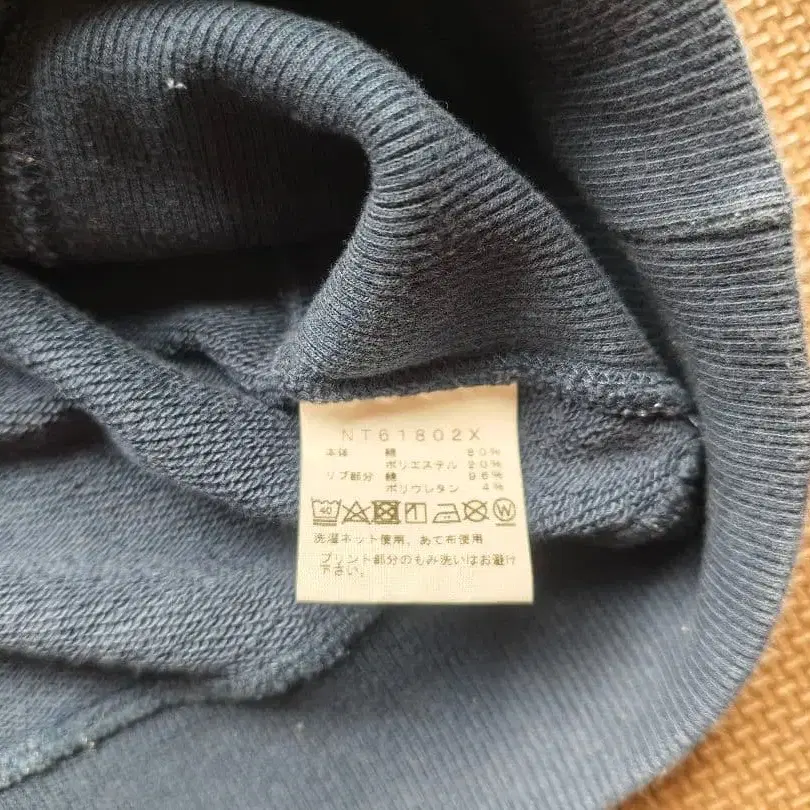 NT61802X
本体 綿 80%
ポリエステル 20%
リブ部分 綿 96%
ポリウレタン 4%
40 W
洗濯ネット使用、あて布使用
プリント部分のもみ洗いはお避け
下さい。